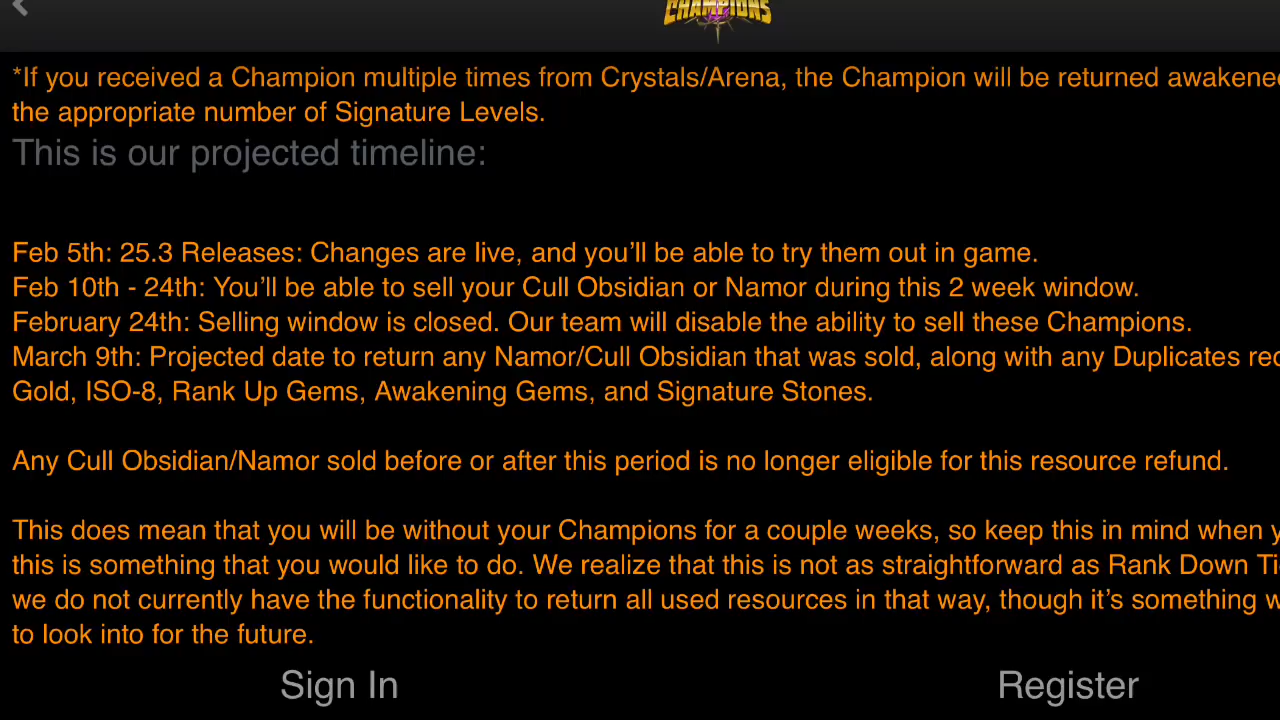 CHAMPIONS
*If you received a Champion multiple times from Crystals/Arena, the Champion will be returned awakened
the appropriate number of Signature Levels.
This is our projected timeline:
Feb 5th: 25.3 Releases: Changes are live, and you’ll be able to try them out in game.
Feb 10th - 24th: You’ll be able to sell your Cull Obsidian or Namor during this 2 week window.
February 24th: Selling window is closed. Our team will disable the ability to sell these Champions.
March 9th: Projected date to return any Namor/Cull Obsidian that was sold, along with any Duplicates
Gold, ISO-8, Rank Up Gems, Awakening Gems, and Signature Stones.
Any Cull Obsidian/Namor sold before or after this period is no longer eligible for this resource refund.
This does mean that you will be without your Champions for a couple weeks, so keep this in mind when
this is something that you would like to do. We realize that this is not as straightforward as Rank Down
we do not currently have the functionality to return all used resources in that way, though it’s something
to look into for the future.
Sign In
Register